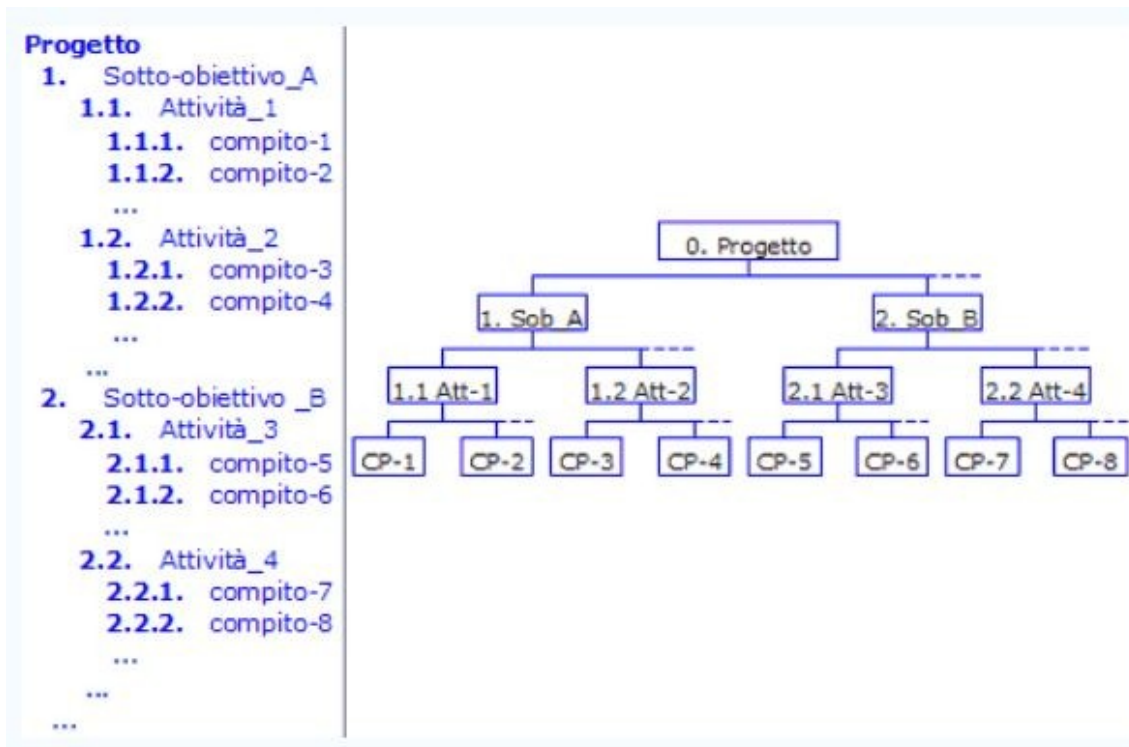 Progetto
1. Sotto-obiettivo_A
1.1. Attività_1
1.1.1. compito-1
1.1.2. compito-2
...
1.2. Attività_2
1.2.1. compito-3
1.2.2. compito-4
...
...
2. Sotto-obiettivo _B
2.1. Attività_3
2.1.1. compito-5
2.1.2. compito-6
...
2.2. Attività_4
2.2.1. compito-7
2.2.2. compito-8
...
...
...
0. Progetto
1. Sob_A 2. Sob_B
1.1 Att-1 1.2 Att-2 2.1 Att-3 2.2 Att-4
CP-1 CP-2 CP-3 CP-4 CP-5 CP-6 CP-7 CP-8